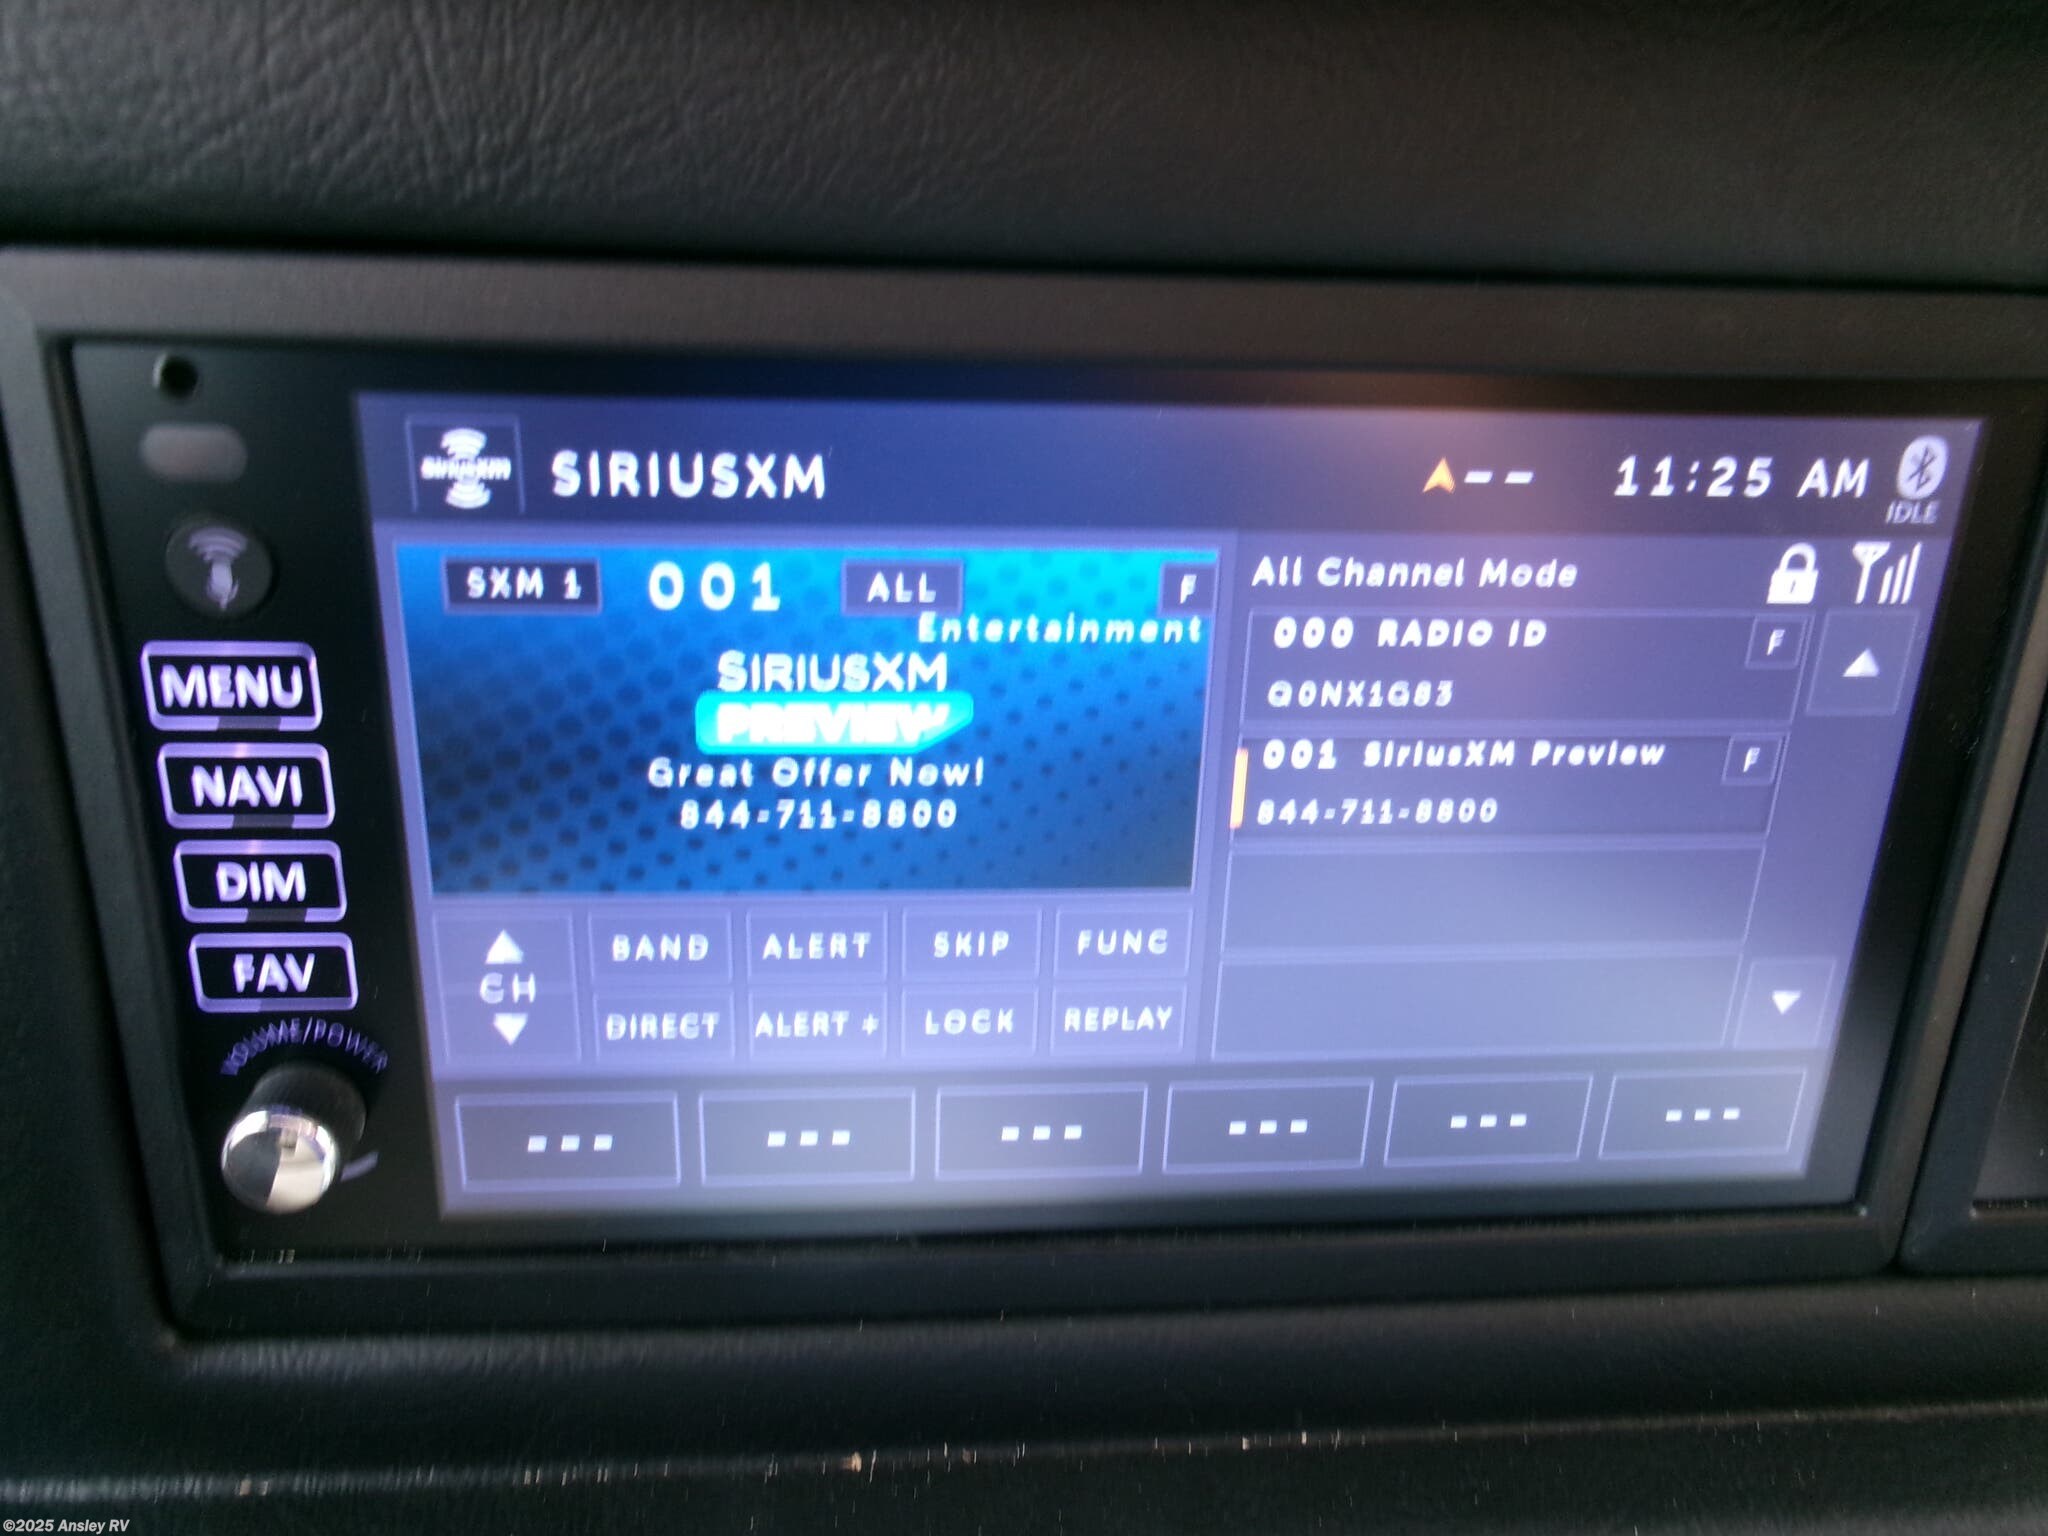 SIRIUSXM
SIRIUSXM
-- 11:25 AM
IDLE
SXM 1 001 ALL F
Entertainment
SIRIUSXM
PREVIEW
Great Offer Now!
844-711-8800
All Channel Mode
000 RADIO ID F
001 SiriusXM Preview F
844-711-8800
MENU
NAVI
DIM
FAV
VOLUME/POWER
CH
BAND ALERT SKIP FUNC
DIRECT ALERT + LOCK REPLAY
--- --- --- --- --- ---
©2025 Ansley RV